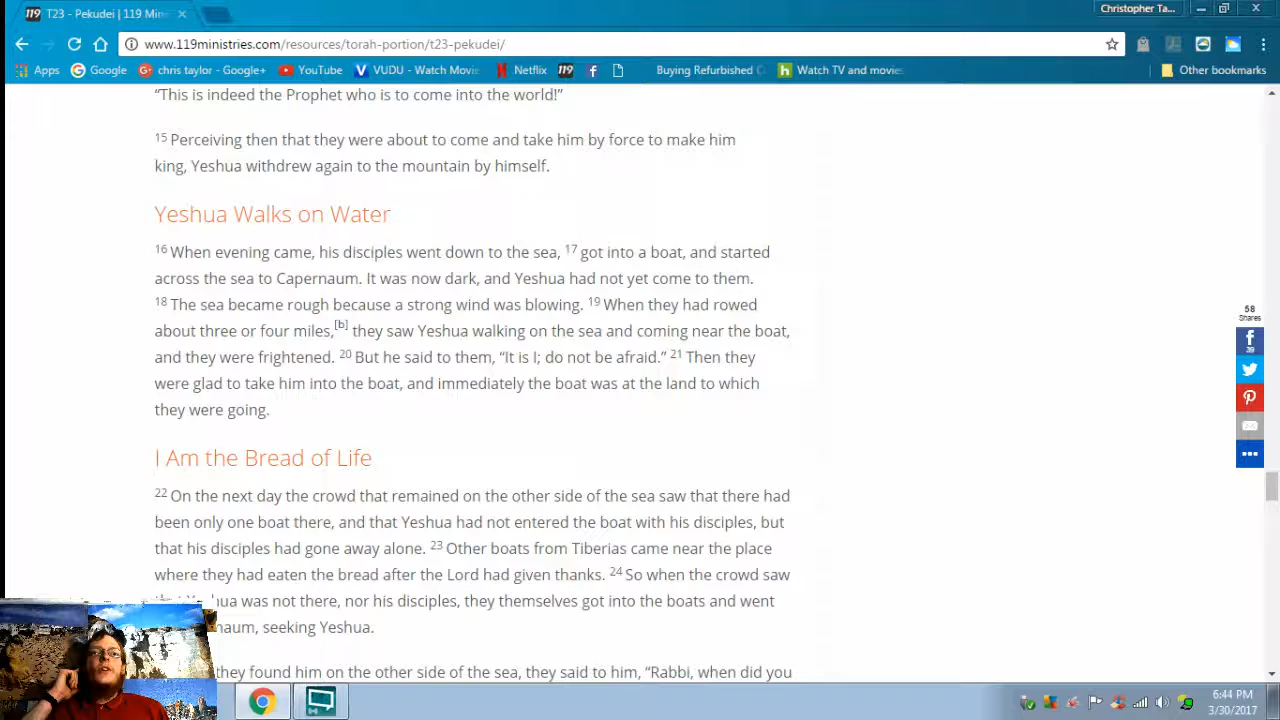 T23 - Pekudei | 119 Min
Christopher Ta...
www.119ministries.com/resources/torah-portion/t23-pekudei/
Apps Google chris taylor - Google+ YouTube VUDU - Watch Movie Netflix 119 Buying Refurbished Watch TV and movies Other bookmarks
“This is indeed the Prophet who is to come into the world!”
15 Perceiving then that they were about to come and take him by force to make him
king, Yeshua withdrew again to the mountain by himself.
Yeshua Walks on Water
16 When evening came, his disciples went down to the sea, 17 got into a boat, and started
across the sea to Capernaum. It was now dark, and Yeshua had not yet come to them.
18 The sea became rough because a strong wind was blowing. 19 When they had rowed
about three or four miles,[b] they saw Yeshua walking on the sea and coming near the boat,
and they were frightened. 20 But he said to them, “It is I; do not be afraid.” 21 Then they
were glad to take him into the boat, and immediately the boat was at the land to which
they were going.
I Am the Bread of Life
22 On the next day the crowd that remained on the other side of the sea saw that there had
been only one boat there, and that Yeshua had not entered the boat with his disciples, but
that his disciples had gone away alone. 23 Other boats from Tiberias came near the place
where they had eaten the bread after the Lord had given thanks. 24 So when the crowd saw
that Yeshua was not there, nor his disciples, they themselves got into the boats and went
naum, seeking Yeshua.
they found him on the other side of the sea, they said to him, “Rabbi, when did you
58
Shares
39
6:44 PM
3/30/2017